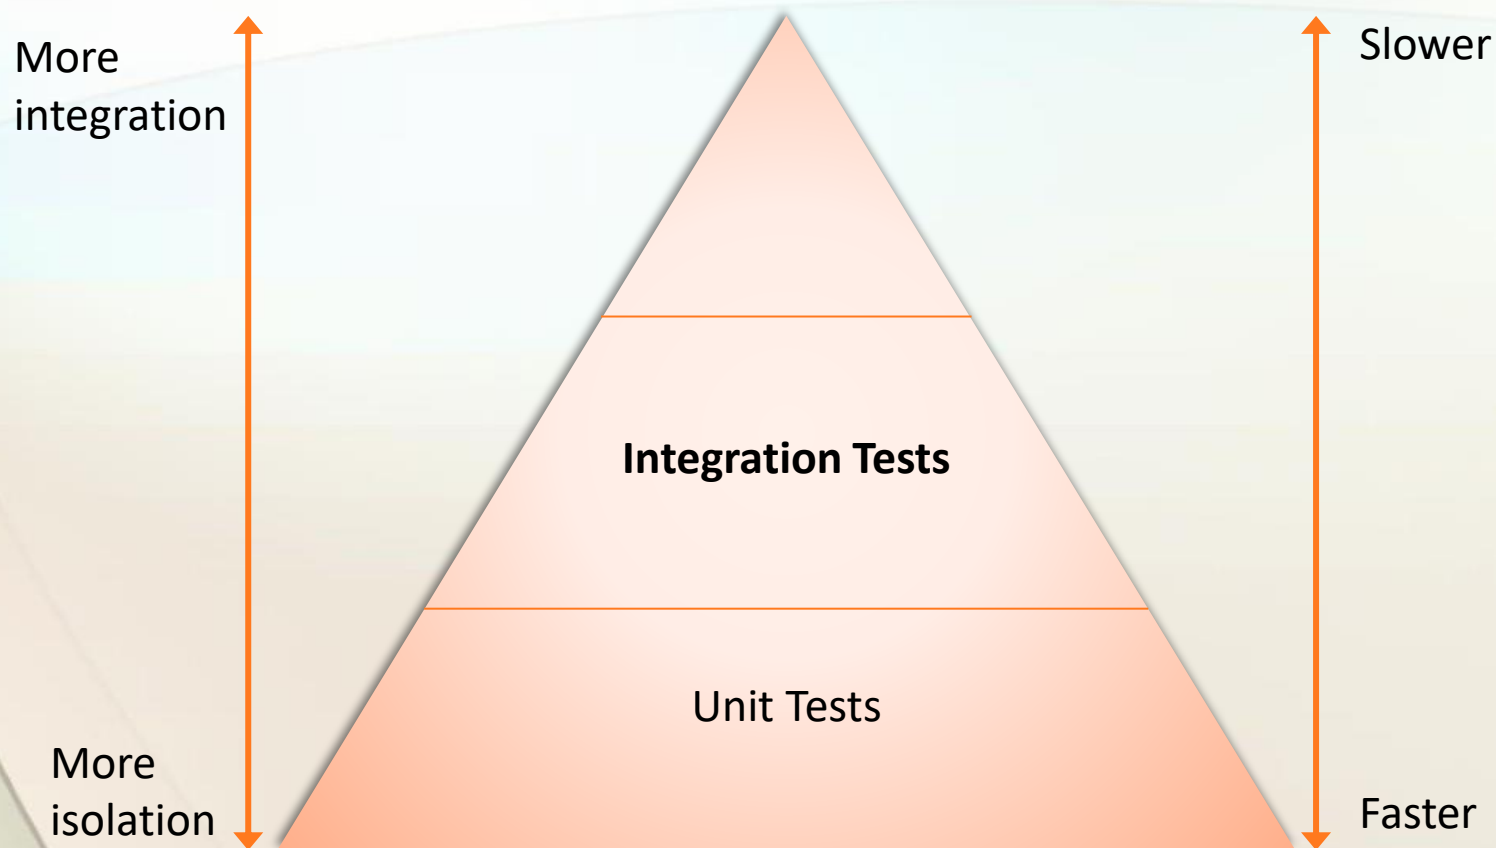 More
integration
Slower
Integration Tests
Unit Tests
More
isolation
Faster